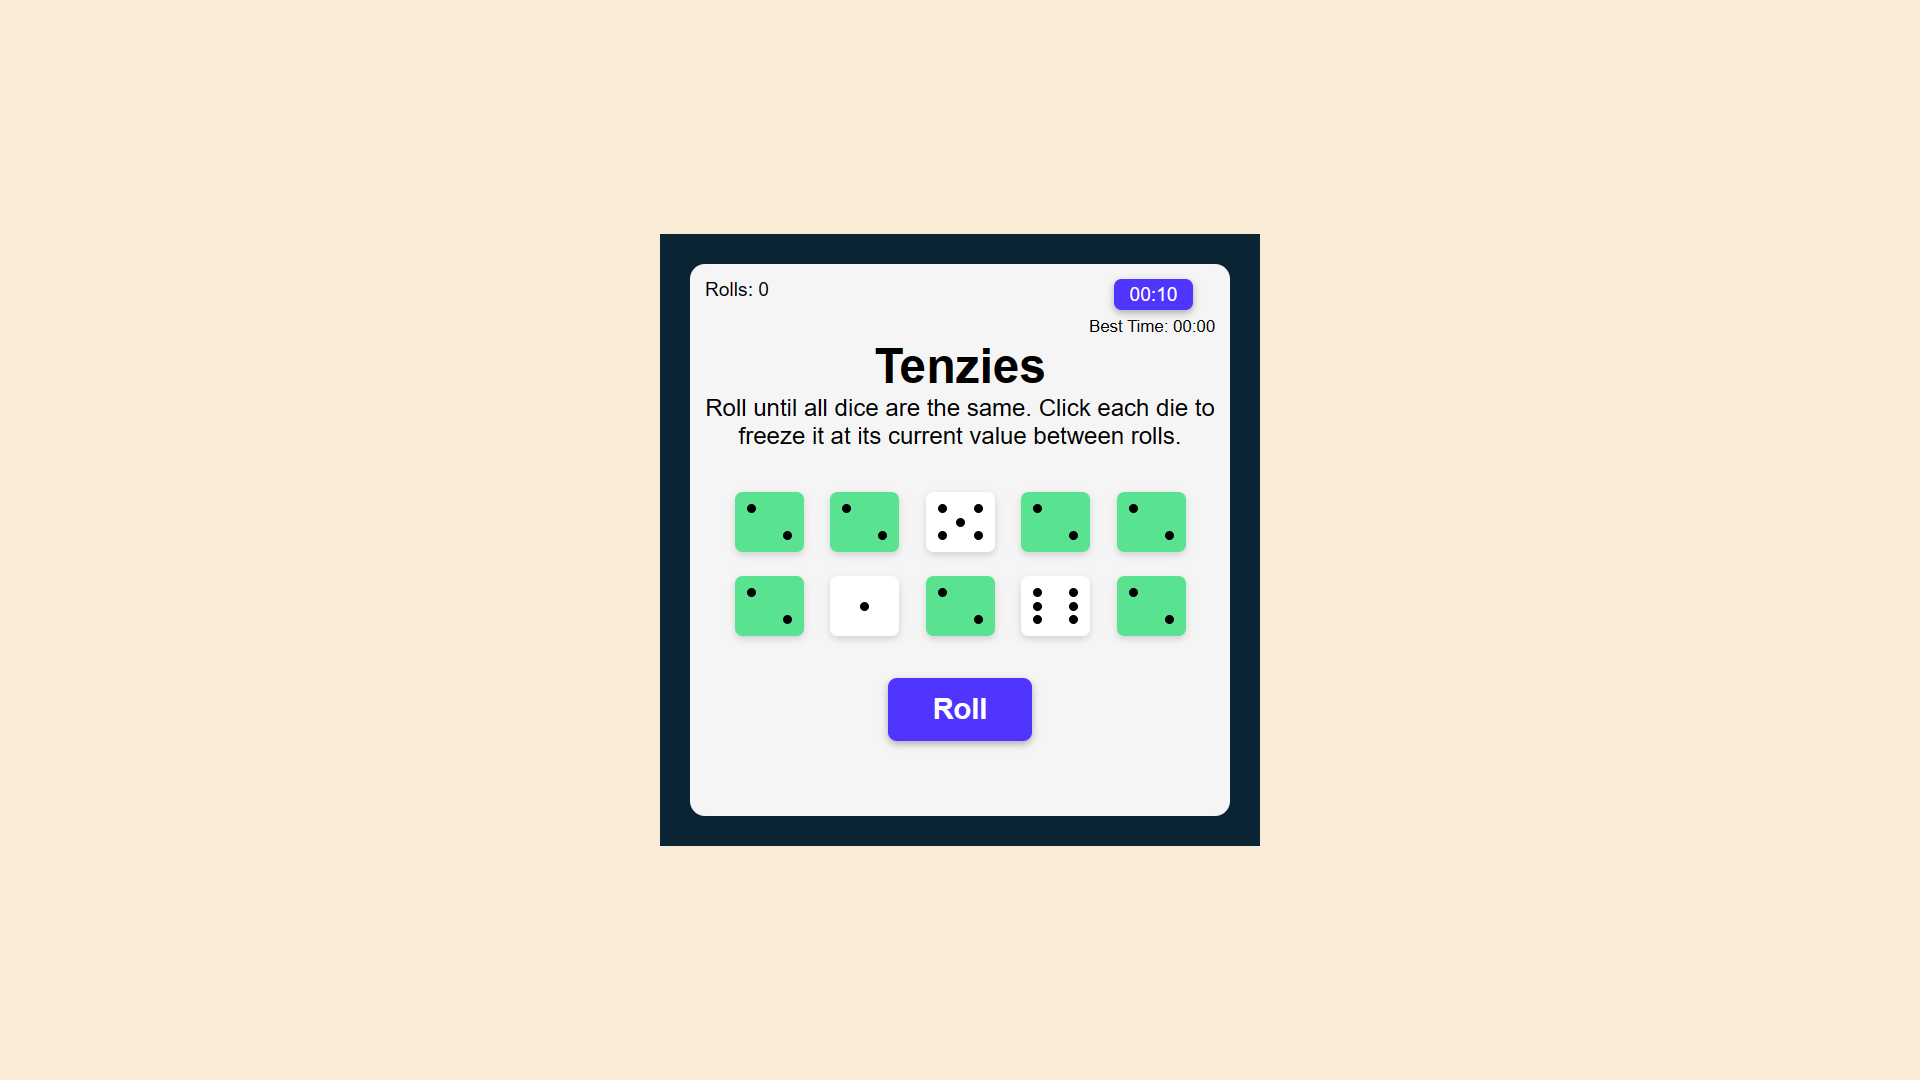 Rolls: 0
00:10
Best Time: 00:00
Tenzies
Roll until all dice are the same. Click each die to
freeze it at its current value between rolls.
Roll